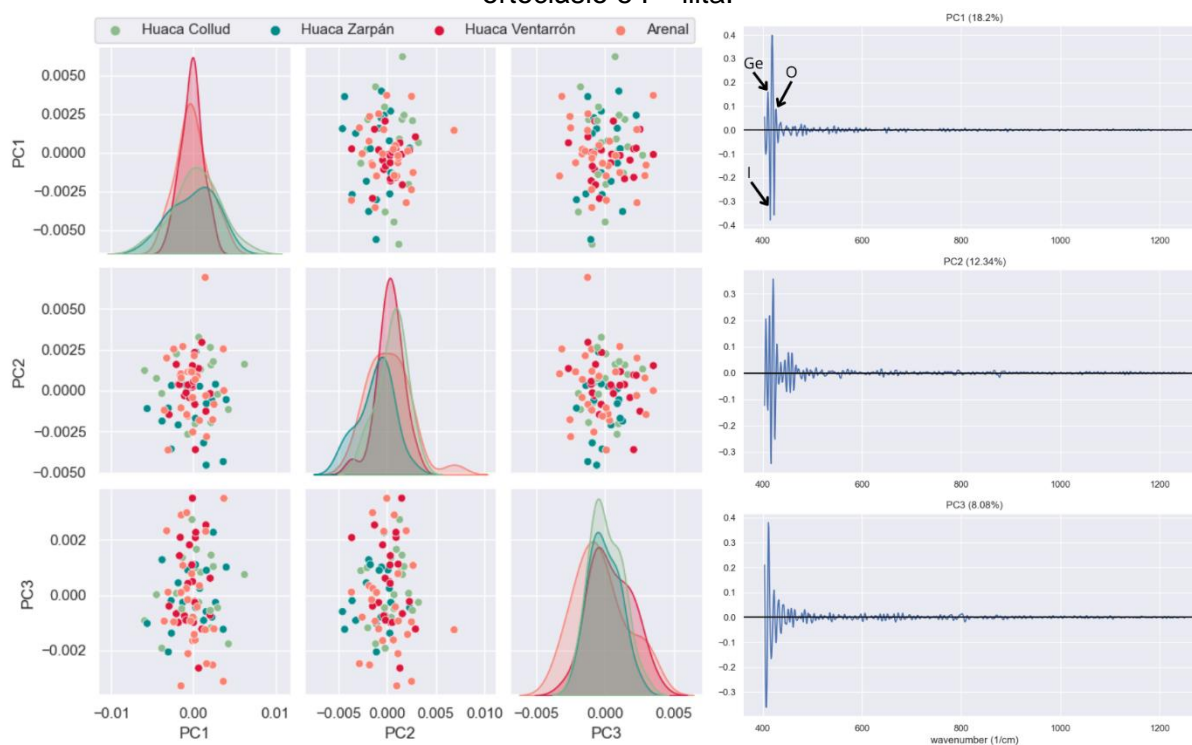 ortoclasio illita.
Huaca Collud Huaca Zarpán Huaca Ventarrón Arenal
PC1
0.0050
0.0025
0.0000
−0.0025
−0.0050
PC2
0.0050
0.0025
0.0000
−0.0025
−0.0050
PC3
0.002
0.000
−0.002
−0.01 0.00 0.01
PC1
−0.005 0.000 0.005 0.010
PC2
−0.005 0.000 0.005
PC3
PC1 (18.2%)
0.4
0.3
0.2
0.1
0.0
−0.1
−0.2
−0.3
−0.4
Ge
O
I
400 600 800 1000 1200
PC2 (12.34%)
0.3
0.2
0.1
0.0
−0.1
−0.2
−0.3
400 600 800 1000 1200
PC3 (8.08%)
0.4
0.3
0.2
0.1
0.0
−0.1
−0.2
−0.3
400 600 800 1000 1200
wavenumber (1/cm)